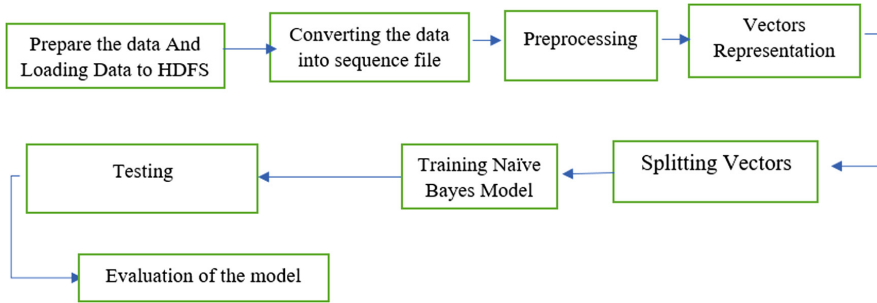 Prepare the data And
Loading Data to HDFS
Converting the data
into sequence file
Preprocessing
Vectors
Representation
Splitting Vectors
Training Naïve
Bayes Model
Testing
Evaluation of the model